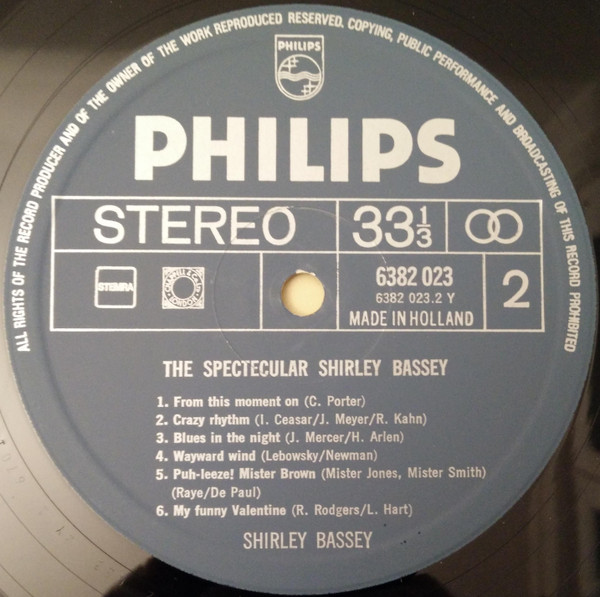 ALL RIGHTS OF THE RECORD PRODUCER AND OF THE OWNER OF THE WORK REPRODUCED RESERVED. COPYING, PUBLIC PERFORMANCE AND BROADCASTING OF THIS RECORD PROHIBITED
PHILIPS
PHILIPS
STEREO 33 1/3
STEMRA
6382 023
6382 023.2 Y
MADE IN HOLLAND
2
THE SPECTECULAR SHIRLEY BASSEY
1. From this moment on (C. Porter)
2. Crazy rhythm (I. Ceasar/J. Meyer/R. Kahn)
3. Blues in the night (J. Mercer/H. Arlen)
4. Wayward wind (Lebowsky/Newman)
5. Puh-leeze! Mister Brown (Mister Jones, Mister Smith)
(Raye/De Paul)
6. My funny Valentine (R. Rodgers/L. Hart)
SHIRLEY BASSEY